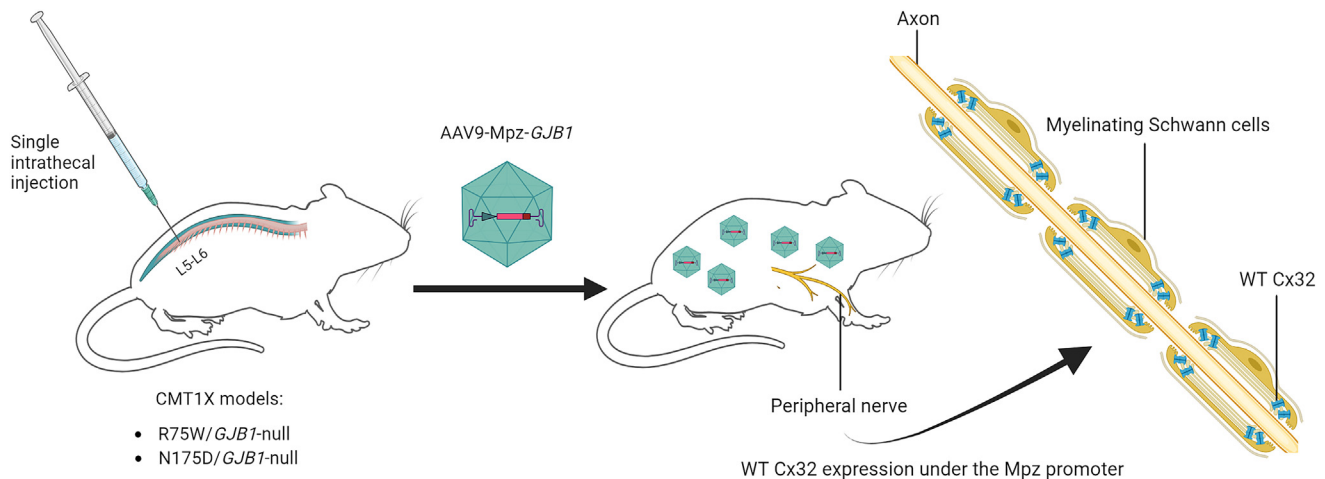 Single
intrathecal
injection
L5-L6
CMT1X models:
• R75W/GJB1-null
• N175D/GJB1-null
AAV9-Mpz-GJB1
Peripheral nerve
WT Cx32 expression under the Mpz promoter
Axon
Myelinating Schwann cells
WT Cx32